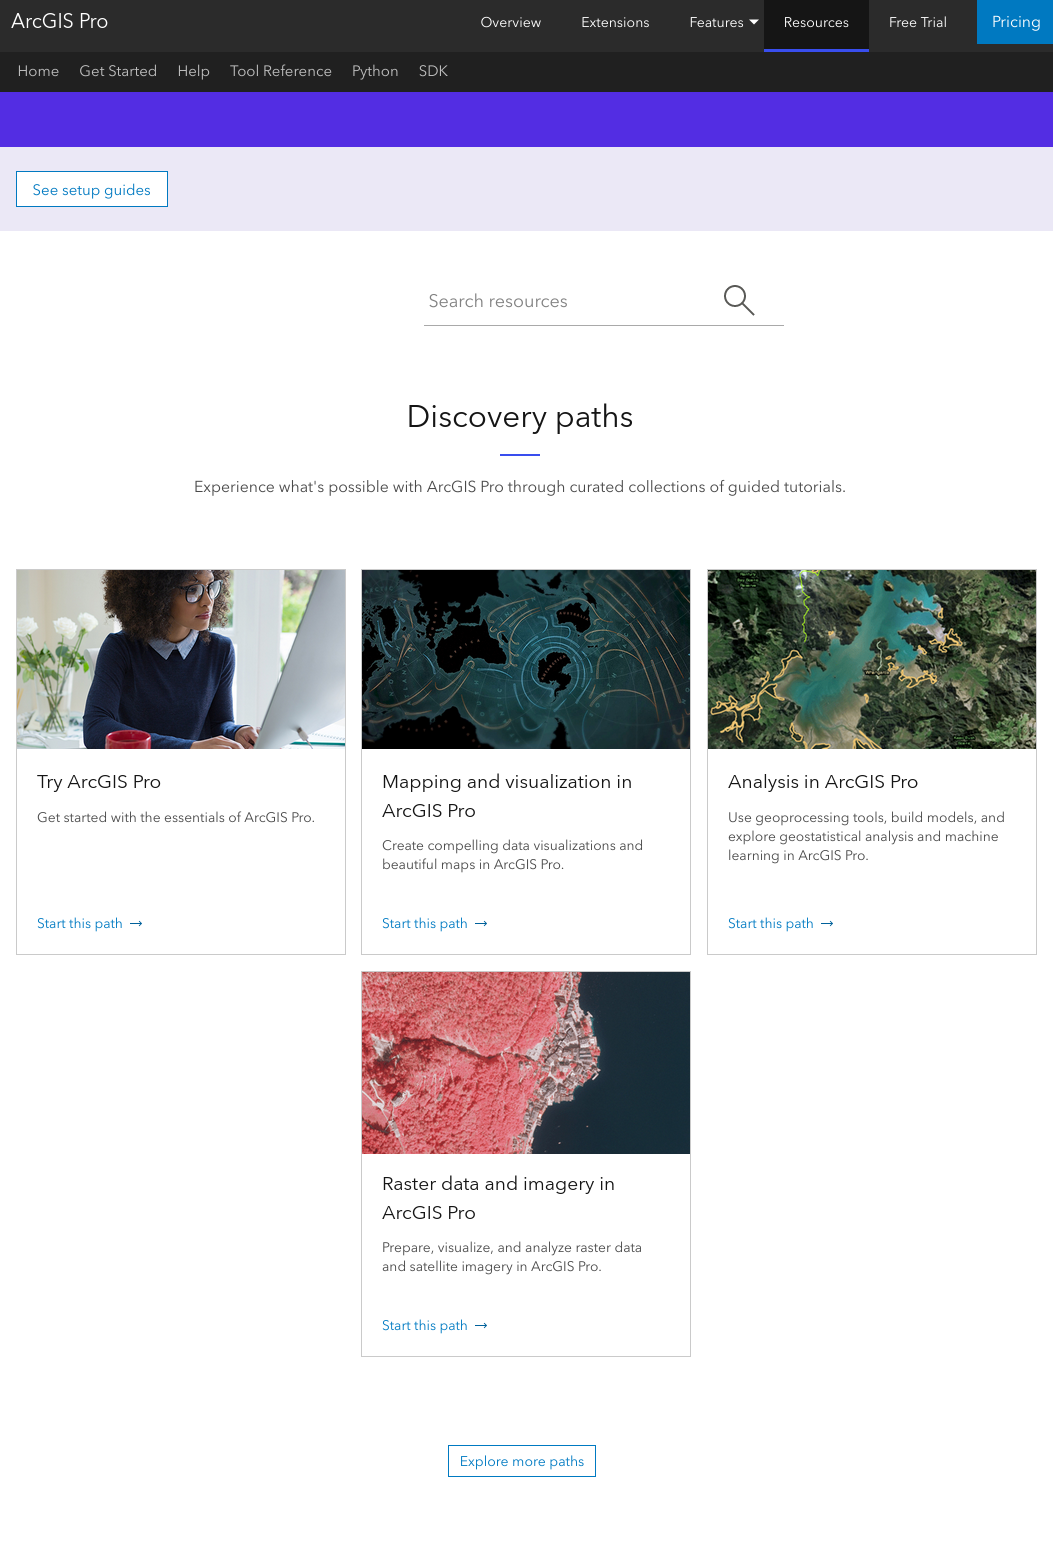 ArcGIS Pro
Overview
Extensions
Features
Resources
Free Trial
Pricing
Home
Get Started
Help
Tool Reference
Python
SDK
See setup guides
Search resources
Discovery paths
Experience what's possible with ArcGIS Pro through curated collections of guided tutorials.
Try ArcGIS Pro
Get started with the essentials of ArcGIS Pro.
Start this path →
Mapping and visualization in
ArcGIS Pro
Create compelling data visualizations and
beautiful maps in ArcGIS Pro.
Start this path →
Analysis in ArcGIS Pro
Use geoprocessing tools, build models, and
explore geostatistical analysis and machine
learning in ArcGIS Pro.
Start this path →
Raster data and imagery in
ArcGIS Pro
Prepare, visualize, and analyze raster data
and satellite imagery in ArcGIS Pro.
Start this path →
Explore more paths